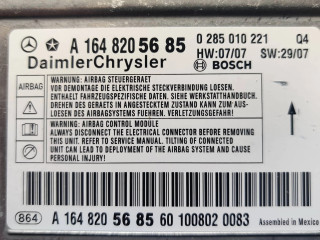 A 164 820 56 85 0 285 010 221 Q4
DaimlerChrysler HW:07/07 SW:29/07
BOSCH
AIRBAG
WARNUNG: AIRBAG STEUERGERAET
VOR DEMONTAGE DIE ELEKTRISCHE STECKVERBINDUNG LOESEN.
ENTHAELT FAHRZEUGSPEZIFISCHE DATEN. SIEHE WERKSTATTHANDBUCH.
DREHEN DES GERAETS IN ANGESTECKTEM ZUSTAND KANN ZUM AUS-
LOESEN DES AIRBAGSYSTEMS FUEHREN. VERLETZUNGSGEFAHR.
WARNING: AIRBAG CONTROL MODULE
ALWAYS DISCONNECT THE ELECTRICAL CONNECTOR BEFORE REMOVING
THIS UNIT. REFER TO SERVICE MANUAL. TILTING OF CONNECTED
UNIT CAN LEAD TO DEPLOYMENT OF THE AIRBAG SYSTEM AND CAUSE
PERSONAL INJURY.
864 A 164 820 56 85 60 100802 0083 Assembled in Mexico